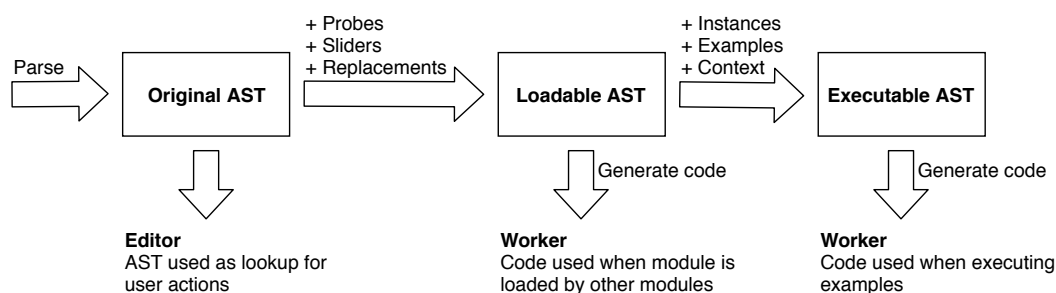 Parse
Original AST
+ Probes
+ Sliders
+ Replacements
Loadable AST
+ Instances
+ Examples
+ Context
Executable AST
Generate code
Generate code
Editor
AST used as lookup for
user actions
Worker
Code used when module is
loaded by other modules
Worker
Code used when executing
examples